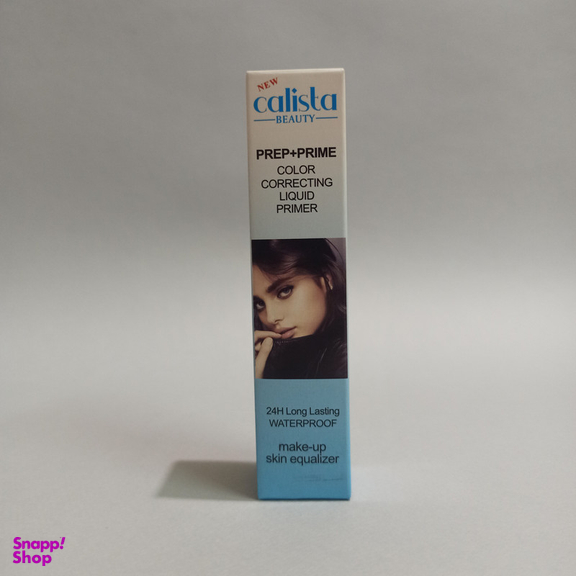 NEW
calista
BEAUTY
PREP+PRIME
COLOR
CORRECTING
LIQUID
PRIMER
24H Long Lasting
WATERPROOF
make-up
skin equalizer
Snapp!
Shop